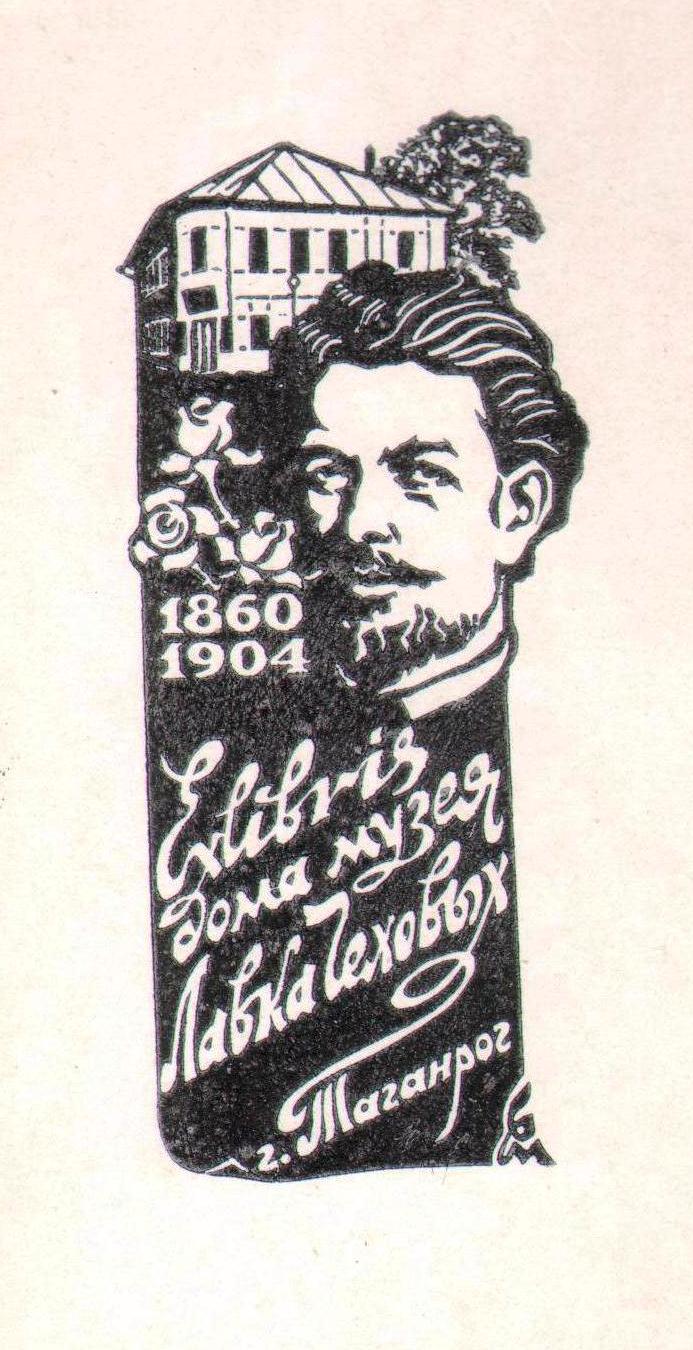 1860
1904
Exlibris
дома музея
Лавка Чеховых
г. Таганрог